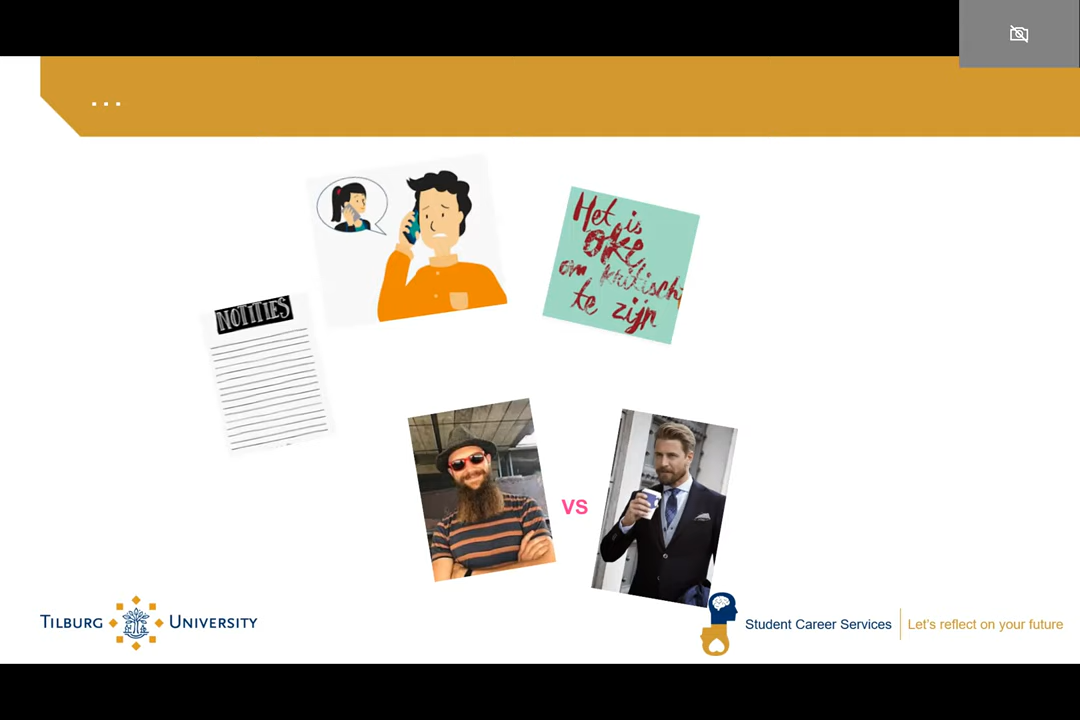 ...
Het is
oke
om kritisch
te zijn
NOTITIES
VS
TILBURG UNIVERSITY
Student Career Services
Let's reflect on your future